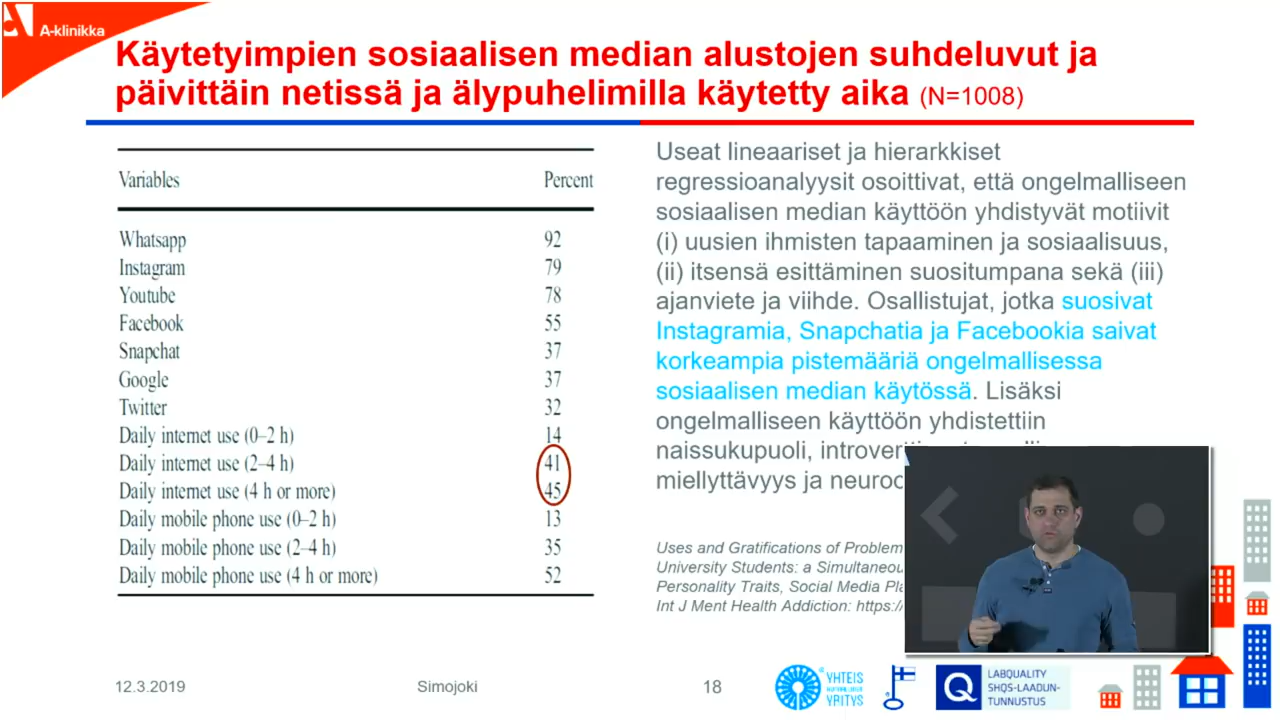 A-klinikka
Käytetyimpien sosiaalisen median alustojen suhdeluvut ja
päivittäin netissä ja älypuhelimilla käytetty aika (N=1008)
Variables Percent
Whatsapp 92
Instagram 79
Youtube 78
Facebook 55
Snapchat 37
Google 37
Twitter 32
Daily internet use (0–2 h) 14
Daily internet use (2–4 h) 41
Daily internet use (4 h or more) 45
Daily mobile phone use (0–2 h) 13
Daily mobile phone use (2–4 h) 35
Daily mobile phone use (4 h or more) 52
Useat lineaariset ja hierarkkiset
regressioanalyysit osoittivat, että ongelmalliseen
sosiaalisen median käyttöön yhdistyvät motiivit
(i) uusien ihmisten tapaaminen ja sosiaalisuus,
(ii) itsensä esittäminen suositumpana sekä (iii)
ajanviete ja viihde. Osallistujat, jotka suosivat
Instagramia, Snapchatia ja Facebookia saivat
korkeampia pistemääriä ongelmallisessa
sosiaalisen median käytössä. Lisäksi
ongelmalliseen käyttöön yhdistettiin
naissukupuoli,
miellyttävyys ja
Uses and Gratifications of
University Students: a
Personality Traits, Social Media
Int J Ment Health Addiction:
12.3.2019 Simojoki 18
YHTEIS
YRITYS
Q
LABQUALITY
SHQS-LAADUN-
TUNNUSTUS